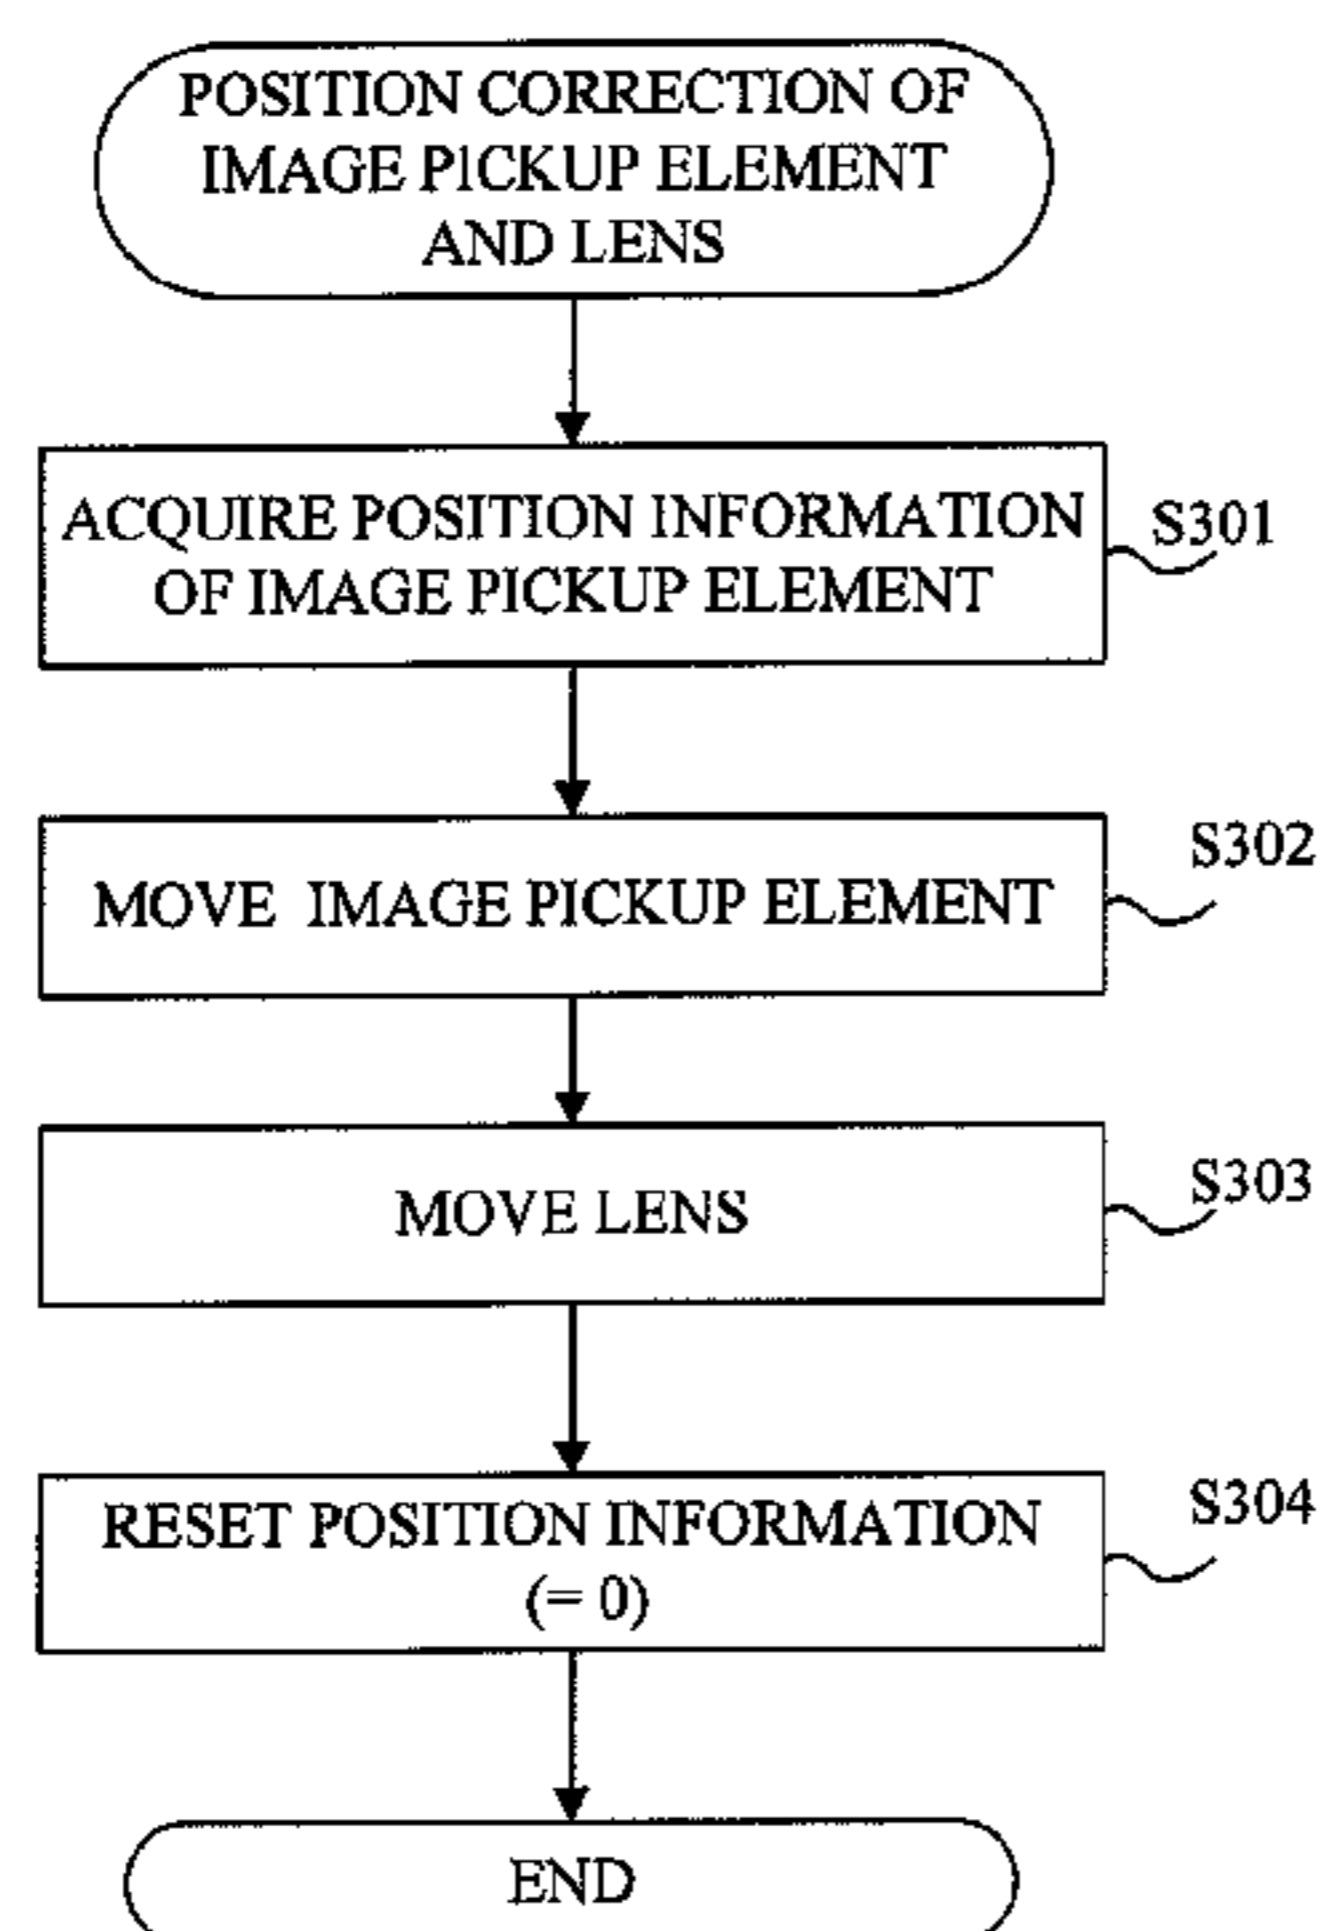 POSITION CORRECTION OF
IMAGE PICKUP ELEMENT
AND LENS
ACQUIRE POSITION INFORMATION
OF IMAGE PICKUP ELEMENT
S301
MOVE IMAGE PICKUP ELEMENT
S302
MOVE LENS
S303
RESET POSITION INFORMATION
(= 0)
S304
END